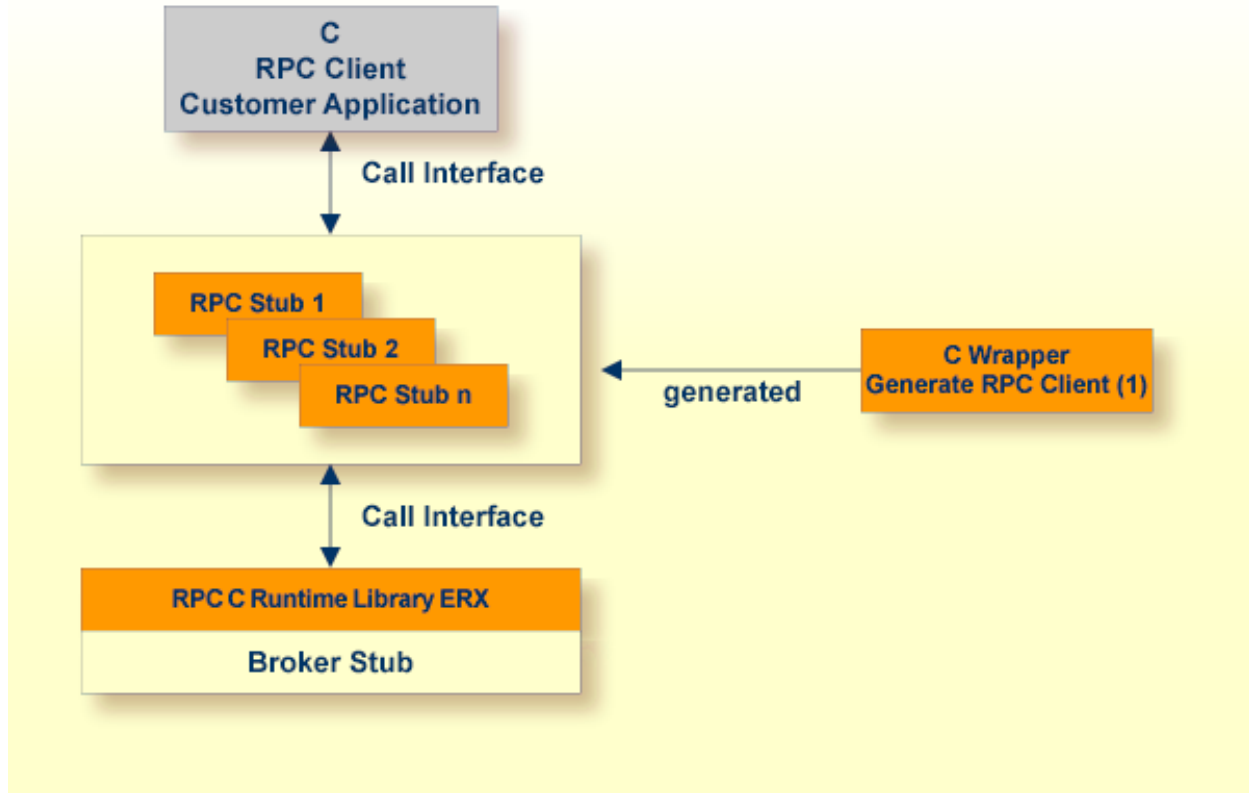 C
RPC Client
Customer Application
Call Interface
RPC Stub 1
RPC Stub 2
RPC Stub n
generated
C Wrapper
Generate RPC Client (1)
Call Interface
RPC C Runtime Library ERX
Broker Stub